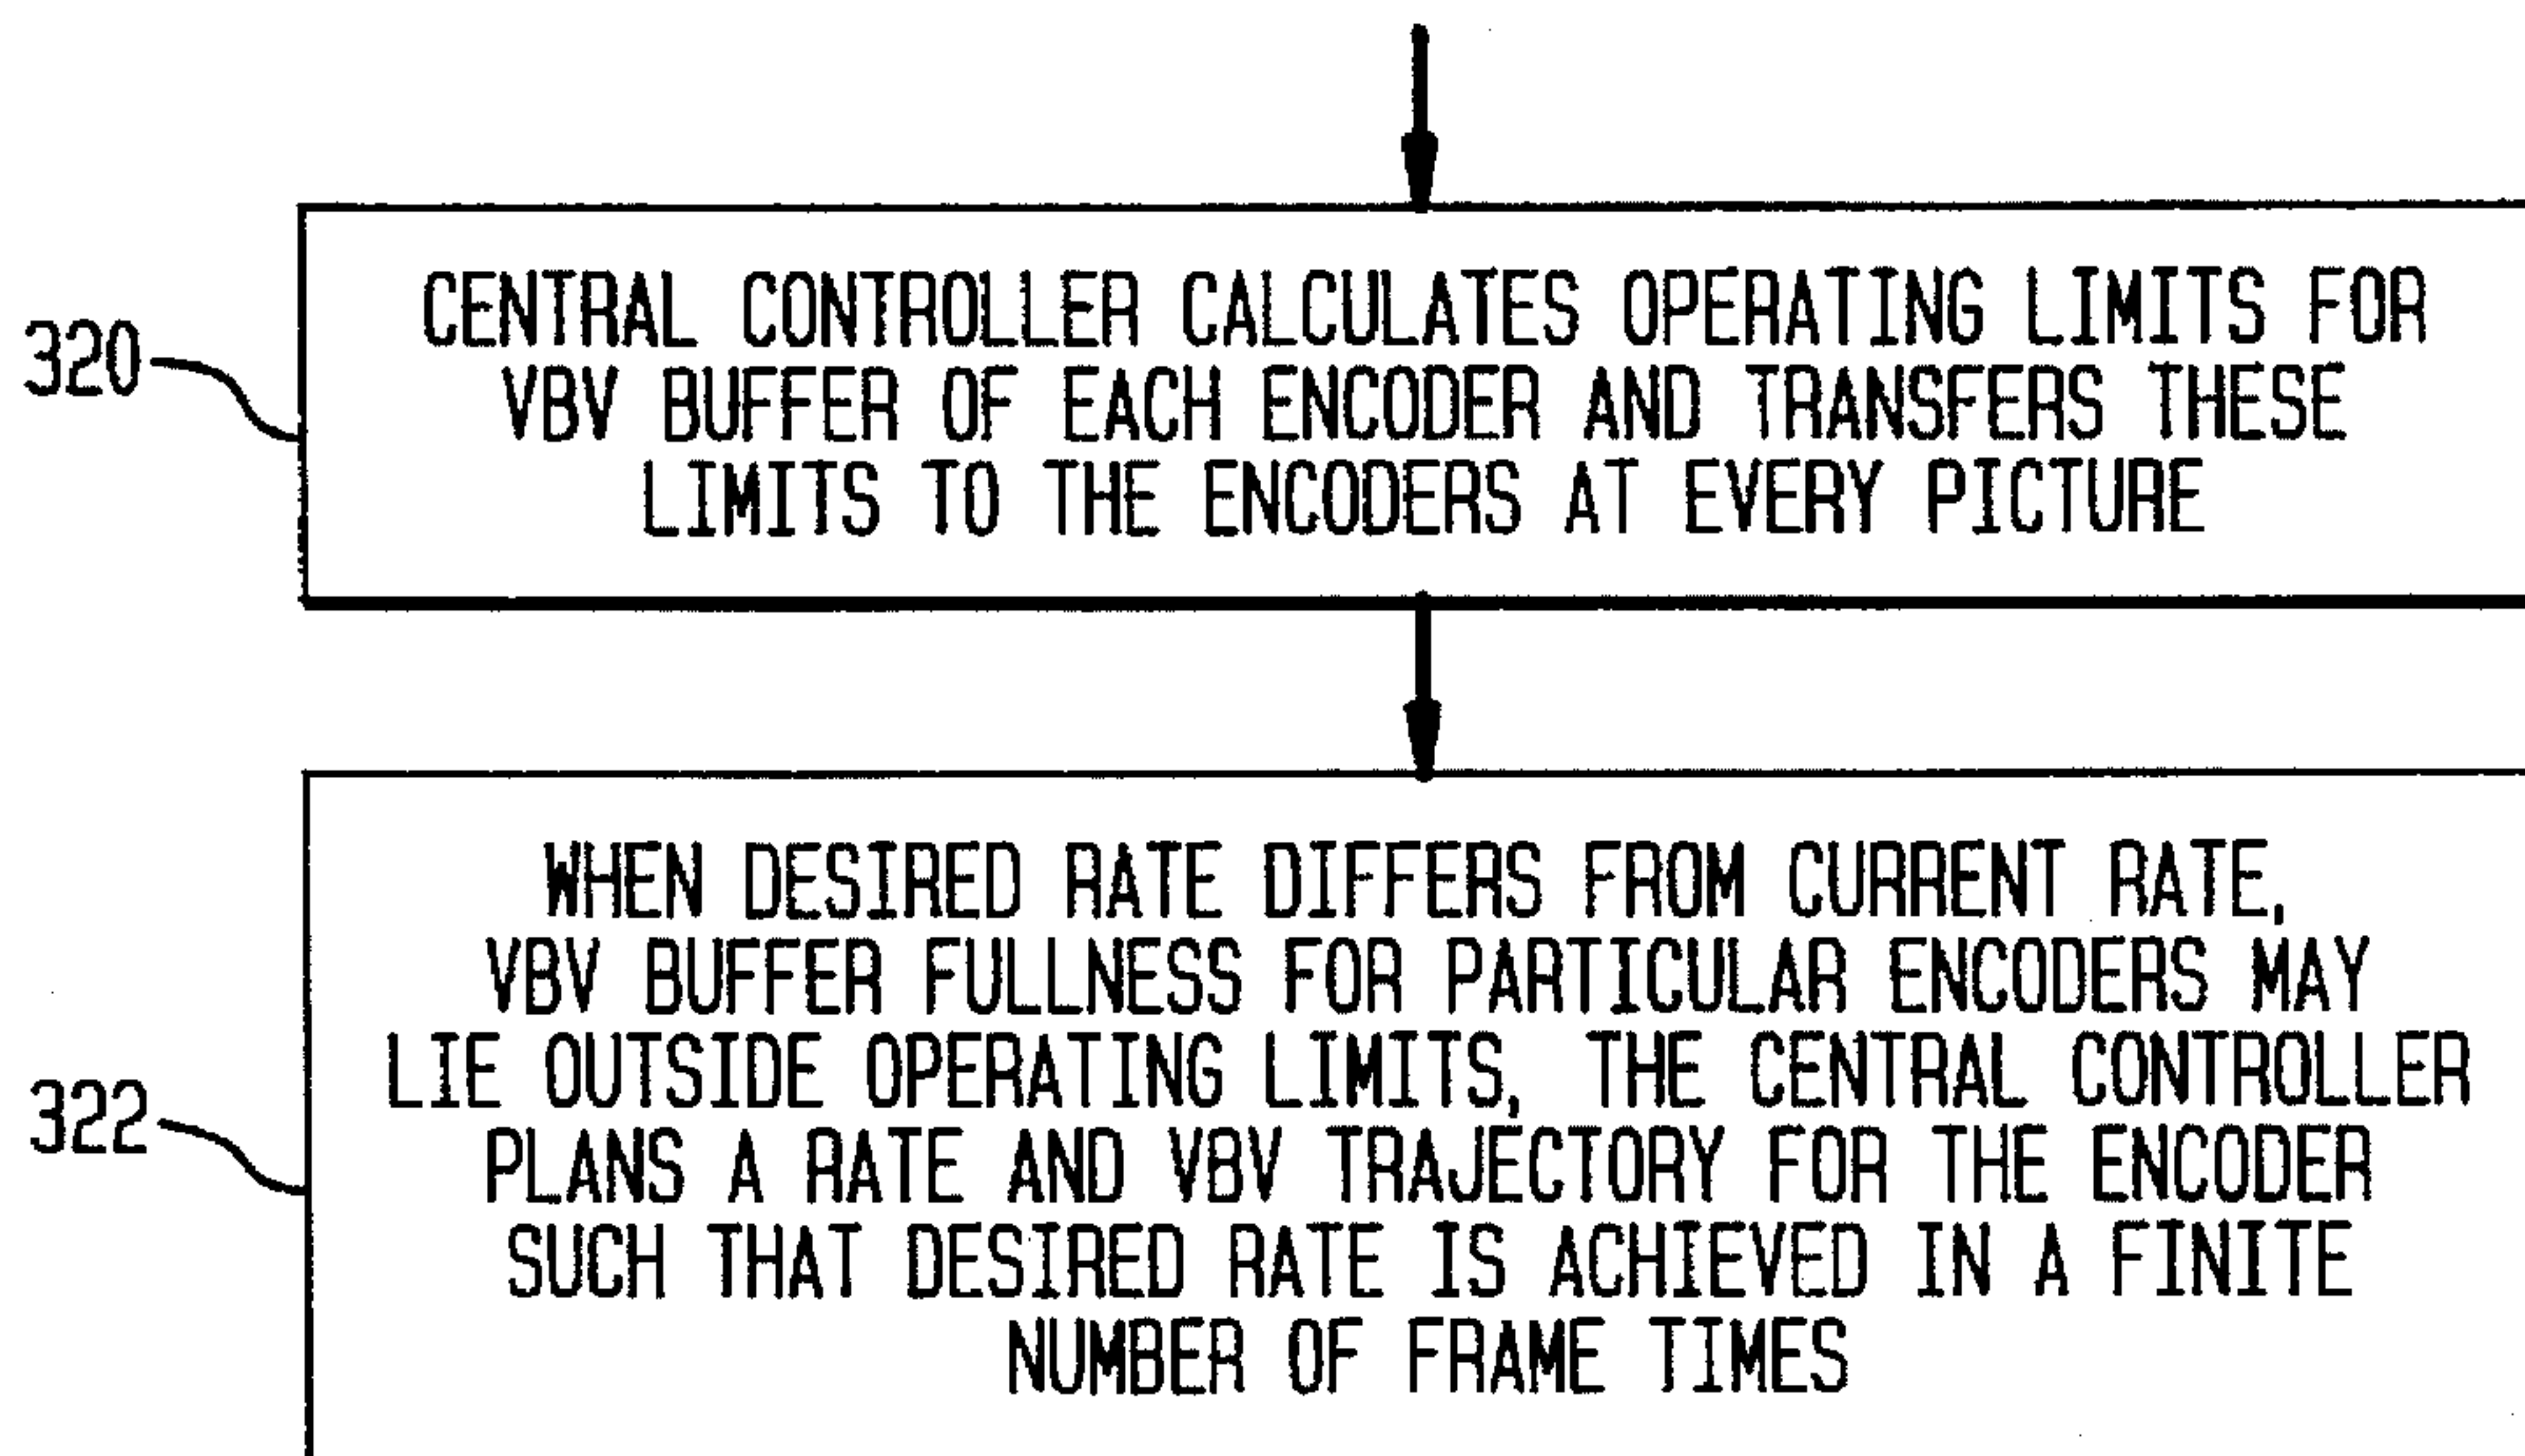 320
CENTRAL CONTROLLER CALCULATES OPERATING LIMITS FOR
VBV BUFFER OF EACH ENCODER AND TRANSFERS THESE
LIMITS TO THE ENCODERS AT EVERY PICTURE
322
WHEN DESIRED RATE DIFFERS FROM CURRENT RATE,
VBV BUFFER FULLNESS FOR PARTICULAR ENCODERS MAY
LIE OUTSIDE OPERATING LIMITS, THE CENTRAL CONTROLLER
PLANS A RATE AND VBV TRAJECTORY FOR THE ENCODER
SUCH THAT DESIRED RATE IS ACHIEVED IN A FINITE
NUMBER OF FRAME TIMES